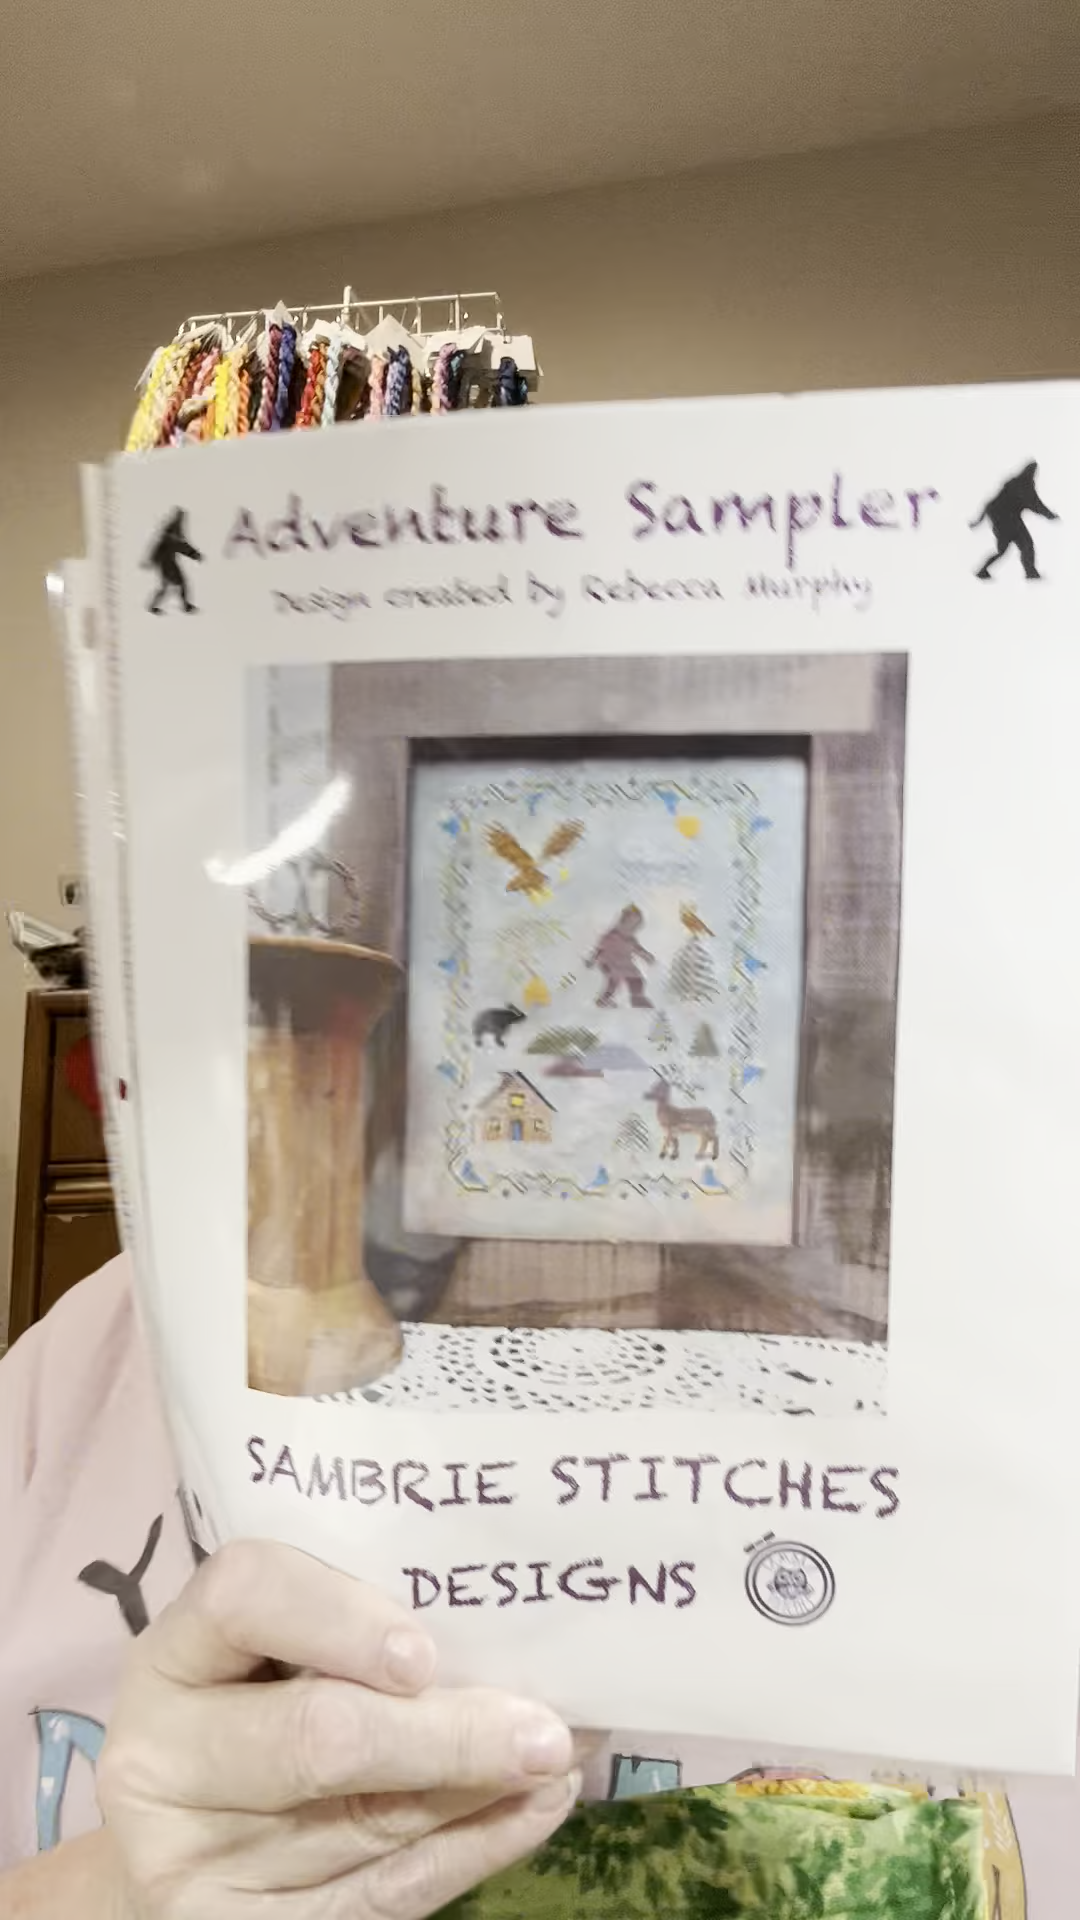 Adventure Sampler
Design created by Rebecca Murphy
SAMBRIE STITCHES
DESIGNS